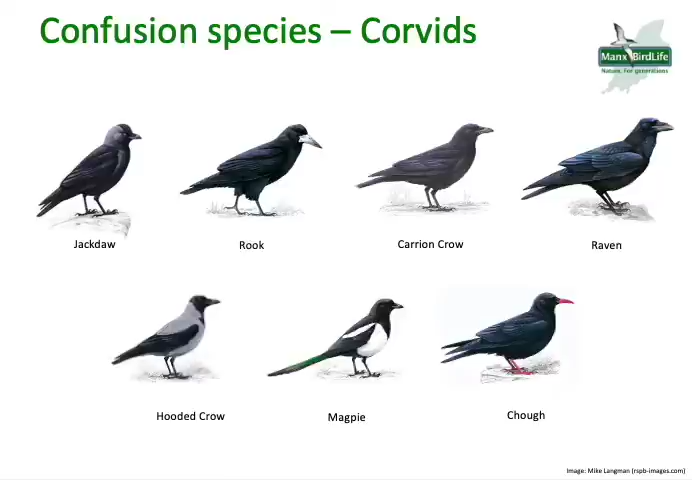 Confusion species – Corvids
Manx BirdLife
Nature. For generations
Jackdaw
Rook
Carrion Crow
Raven
Hooded Crow
Magpie
Chough
Image: Mike Langman (rspb-images.com)